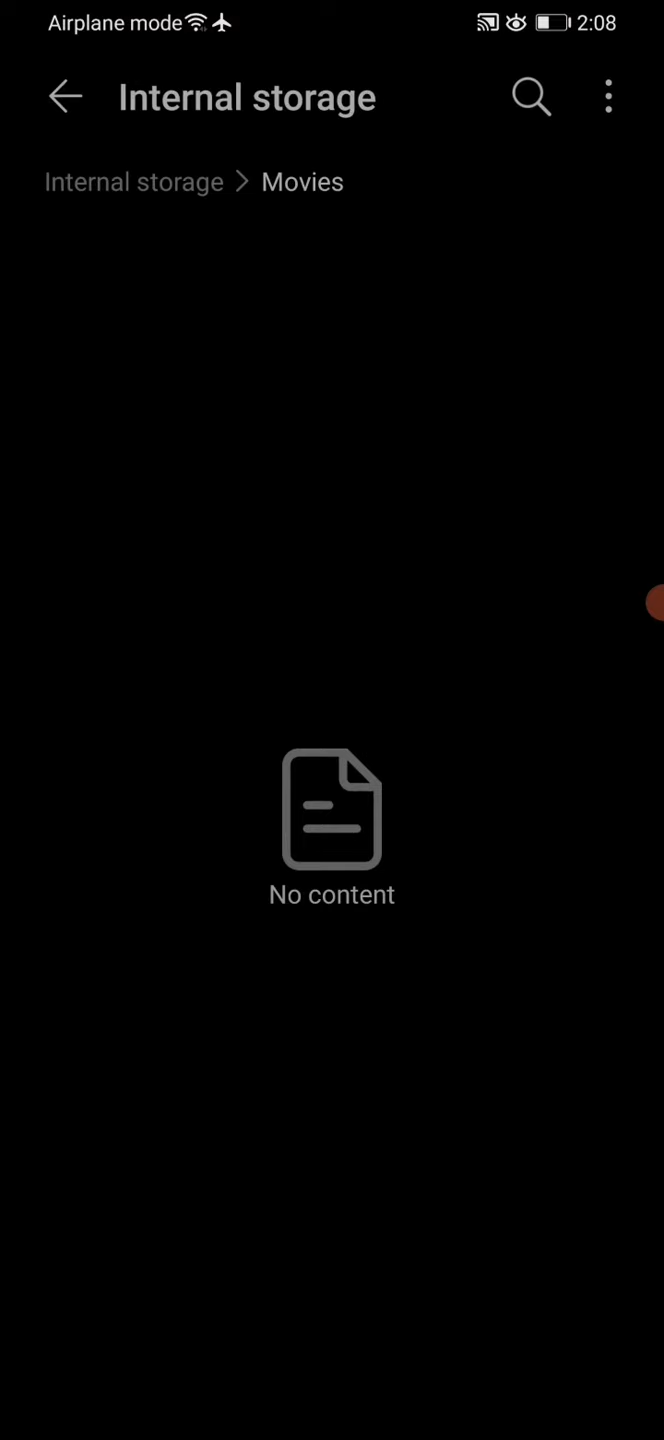 Airplane mode 2:08
Internal storage
Internal storage > Movies
No content